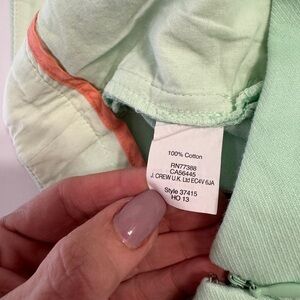 100% Cotton
RN77388
CA56445
J. CREW U.K. Ltd EC4V 6JA
Style 37415
HO 13